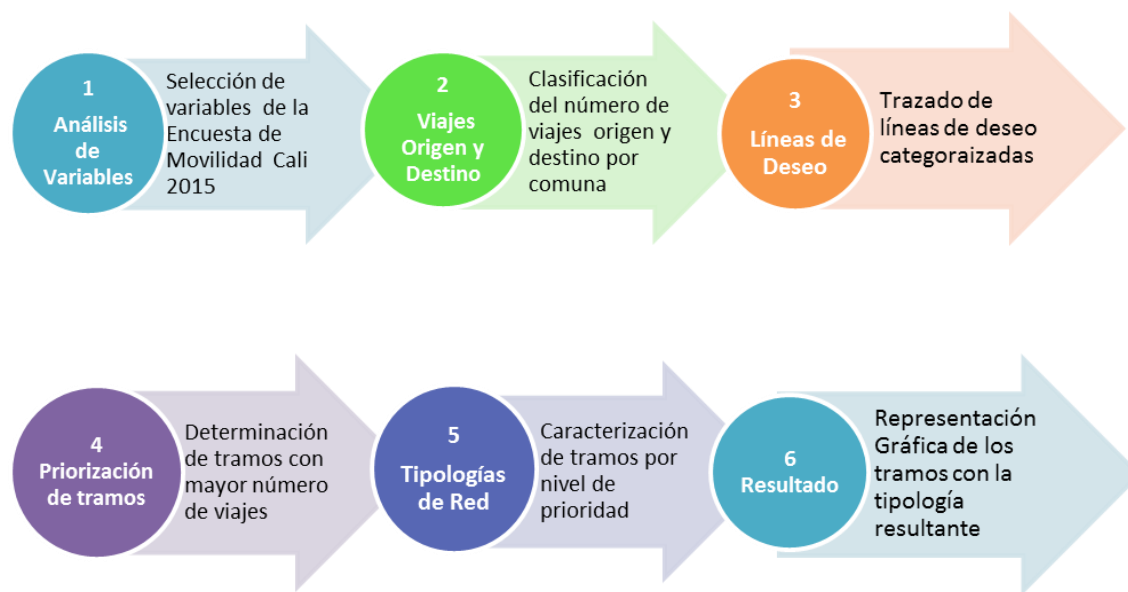 1
Análisis
de
Variables
Selección de
variables de la
Encuesta de
Movilidad Cali
2015
2
Viajes
Origen y
Destino
Clasificación
del número de
viajes origen y
destino por
comuna
3
Líneas de
Deseo
Trazado de
líneas de deseo
categoraizadas
4
Priorización
de tramos
Determinación
de tramos con
mayor número
de viajes
5
Tipologías
de Red
Caracterización
de tramos por
nivel de
prioridad
6
Resultado
Representación
Gráfica de los
tramos con la
tipología
resultante